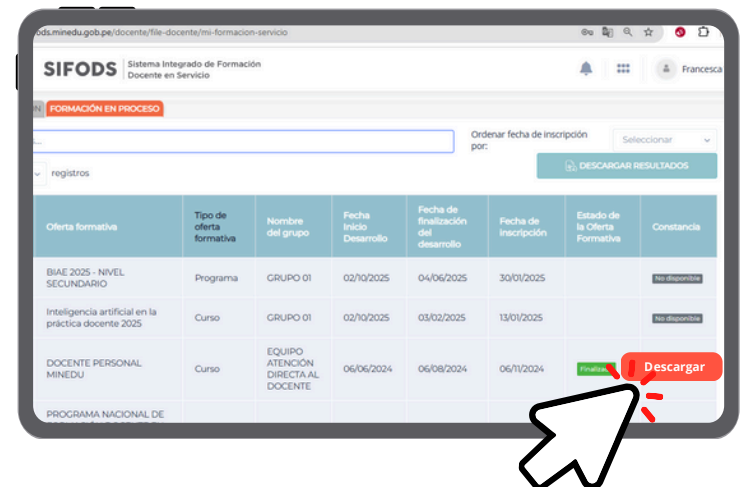 ods.minedu.gob.pe/docente/file-docente/mi-formacion-servicio
SIFODS
Sistema Integrado de Formación
Docente en Servicio
Francesca
FORMACIÓN EN PROCESO
Ordenar fecha de inscripción
por:
Seleccionar
registros
DESCARGAR RESULTADOS
Oferta formativa
Tipo de
oferta
formativa
Nombre
del grupo
Fecha
Inicio
Desarrollo
Fecha de
finalización
del
desarrollo
Fecha de
inscripción
Estado de
la Oferta
Formativa
Constancia
BIAE 2025 - NIVEL
SECUNDARIO
Programa
GRUPO 01
02/10/2025
04/06/2025
30/01/2025
No disponible
Inteligencia artificial en la
práctica docente 2025
Curso
GRUPO 01
02/10/2025
03/02/2025
13/01/2025
No disponible
DOCENTE PERSONAL
MINEDU
Curso
EQUIPO
ATENCIÓN
DIRECTA AL
DOCENTE
06/06/2024
06/08/2024
06/11/2024
Descargar
PROGRAMA NACIONAL DE